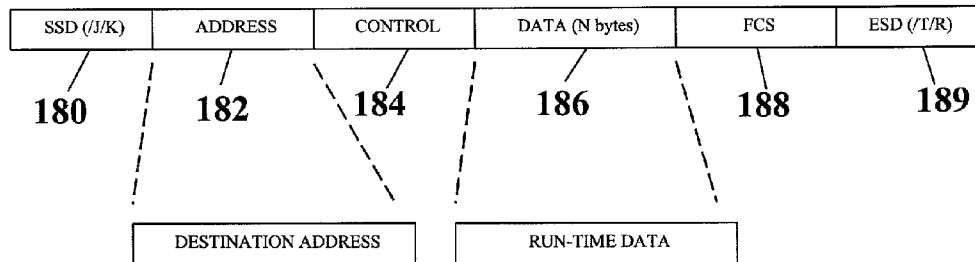 SSD (/J/K) ADDRESS CONTROL DATA (N bytes) FCS ESD (/T/R)
180 182 184 186 188 189
DESTINATION ADDRESS RUN-TIME DATA